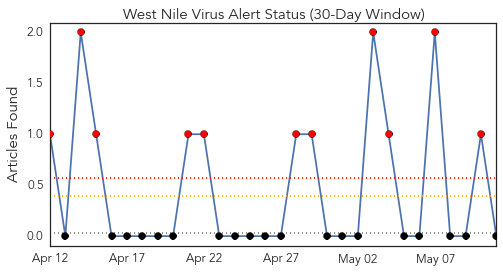 West Nile Virus Alert Status (30-Day Window)
Articles Found
2.0
1.5
1.0
0.5
0.0
Apr 12
Apr 17
Apr 22
Apr 27
May 02
May 07